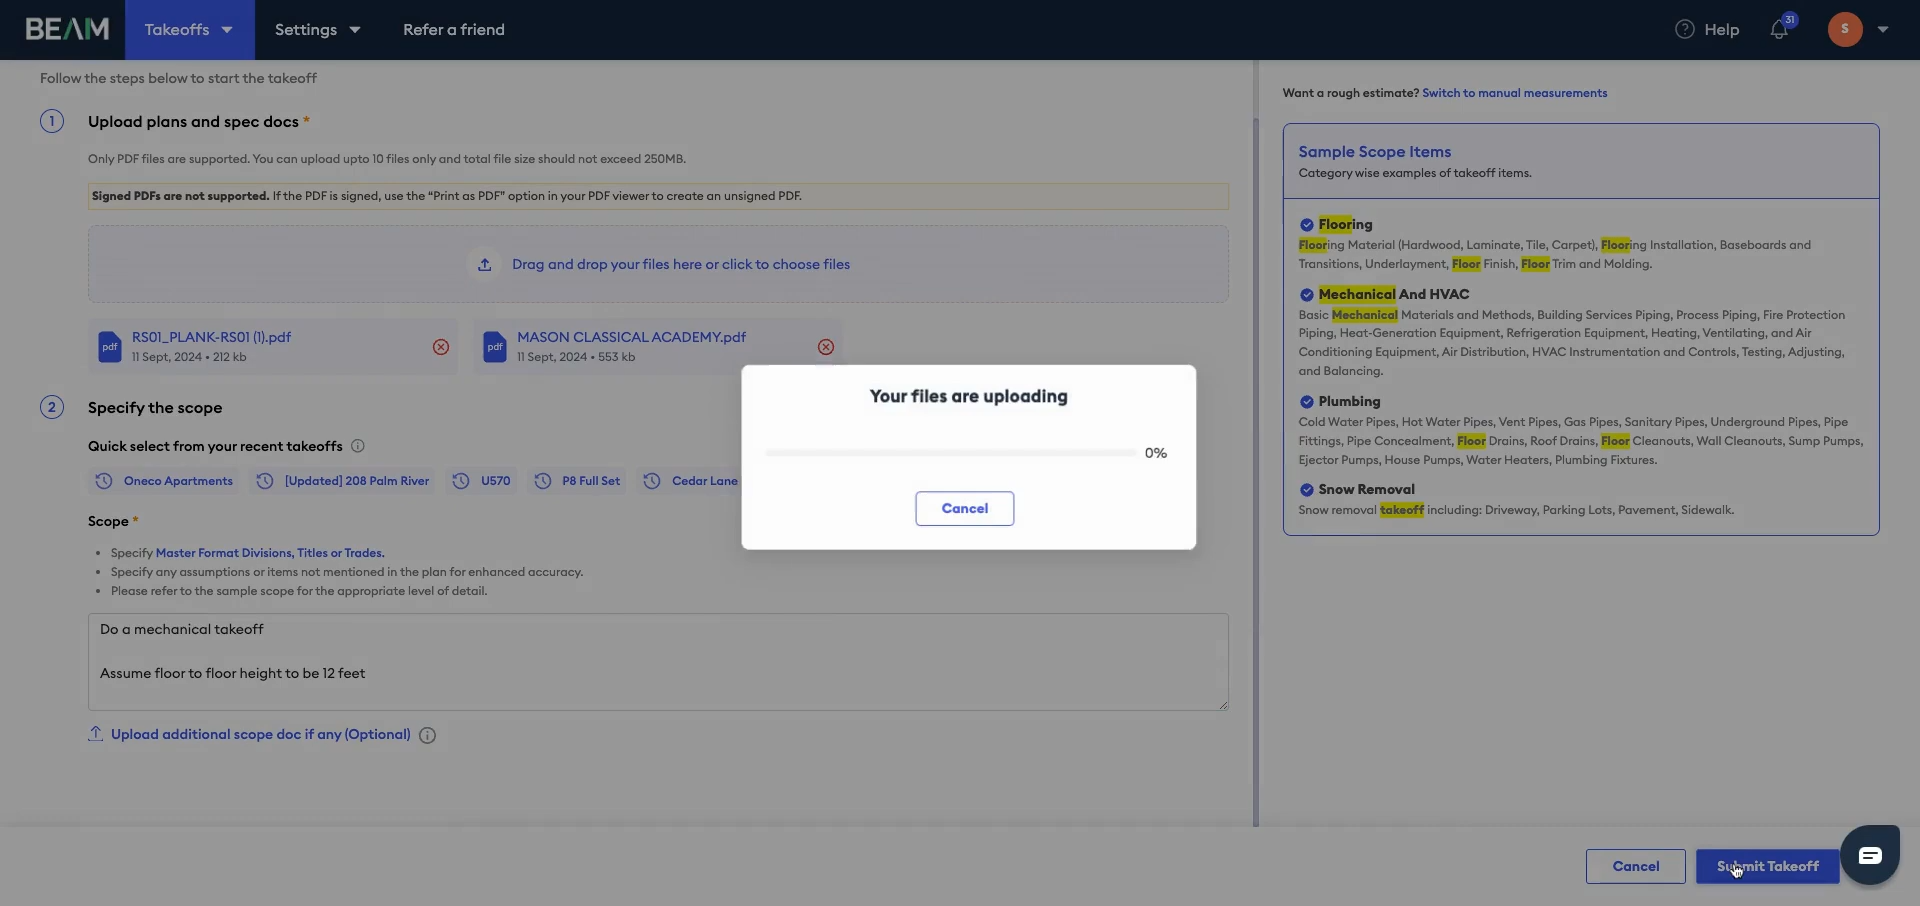 BEAM
Takeoffs
Settings
Refer a friend
Help
31
S
Follow the steps below to start the takeoff
1
Upload plans and spec docs *
Only PDF files are supported. You can upload upto 10 files only and total file size should not exceed 250MB.
Signed PDFs are not supported. If the PDF is signed, use the “Print as PDF” option in your PDF viewer to create an unsigned PDF.
Drag and drop your files here or click to choose files
pdf
RS01_PLANK-RS01 (1).pdf
11 Sept, 2024 • 212 kb
pdf
MASON CLASSICAL ACADEMY.pdf
11 Sept, 2024 • 553 kb
2
Specify the scope
Quick select from your recent takeoffs
Oneco Apartments
[Updated] 208 Palm River
U570
P8 Full Set
Cedar Lane
Scope *
• Specify Master Format Divisions, Titles or Trades.
• Specify any assumptions or items not mentioned in the plan for enhanced accuracy.
• Please refer to the sample scope for the appropriate level of detail.
Do a mechanical takeoff
Assume floor to floor height to be 12 feet
Upload additional scope doc if any (Optional)
Your files are uploading
0%
Cancel
Want a rough estimate? Switch to manual measurements
Sample Scope Items
Category wise examples of takeoff items.
Flooring
Flooring Material (Hardwood, Laminate, Tile, Carpet), Flooring Installation, Baseboards and
Transitions, Underlayment, Floor Finish, Floor Trim and Molding.
Mechanical And HVAC
Basic Mechanical Materials and Methods, Building Services Piping, Process Piping, Fire Protection
Piping, Heat-Generation Equipment, Refrigeration Equipment, Heating, Ventilating, and Air
Conditioning Equipment, Air Distribution, HVAC Instrumentation and Controls, Testing, Adjusting,
and Balancing.
Plumbing
Cold Water Pipes, Hot Water Pipes, Vent Pipes, Gas Pipes, Sanitary Pipes, Underground Pipes, Pipe
Fittings, Pipe Concealment, Floor Drains, Roof Drains, Floor Cleanouts, Wall Cleanouts, Sump Pumps,
Ejector Pumps, House Pumps, Water Heaters, Plumbing Fixtures.
Snow Removal
Snow removal takeoff including: Driveway, Parking Lots, Pavement, Sidewalk.
Cancel
Submit Takeoff